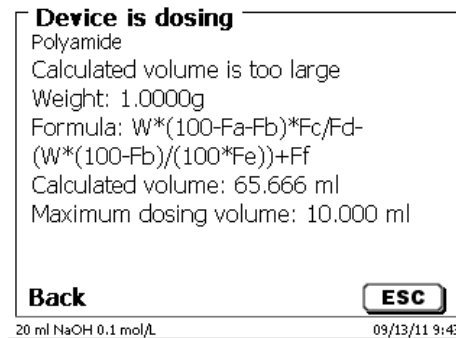 Device is dosing
Polyamide
Calculated volume is too large
Weight: 1.0000g
Formula: W*(100-Fa-Fb)*Fc/Fd-
(W*(100-Fb)/(100*Fe))+Ff
Calculated volume: 65.666 ml
Maximum dosing volume: 10.000 ml
Back ESC
20 ml NaOH 0.1 mol/L 09/13/11 9:43